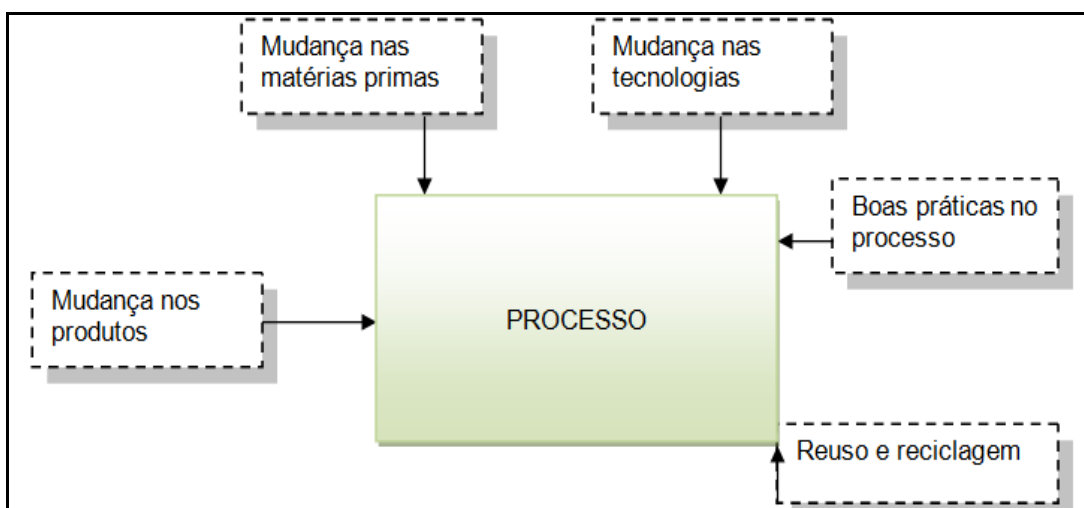 Mudança nas
matérias primas
Mudança nas
tecnologias
Boas práticas no
processo
Mudança nos
produtos
PROCESSO
Reuso e reciclagem